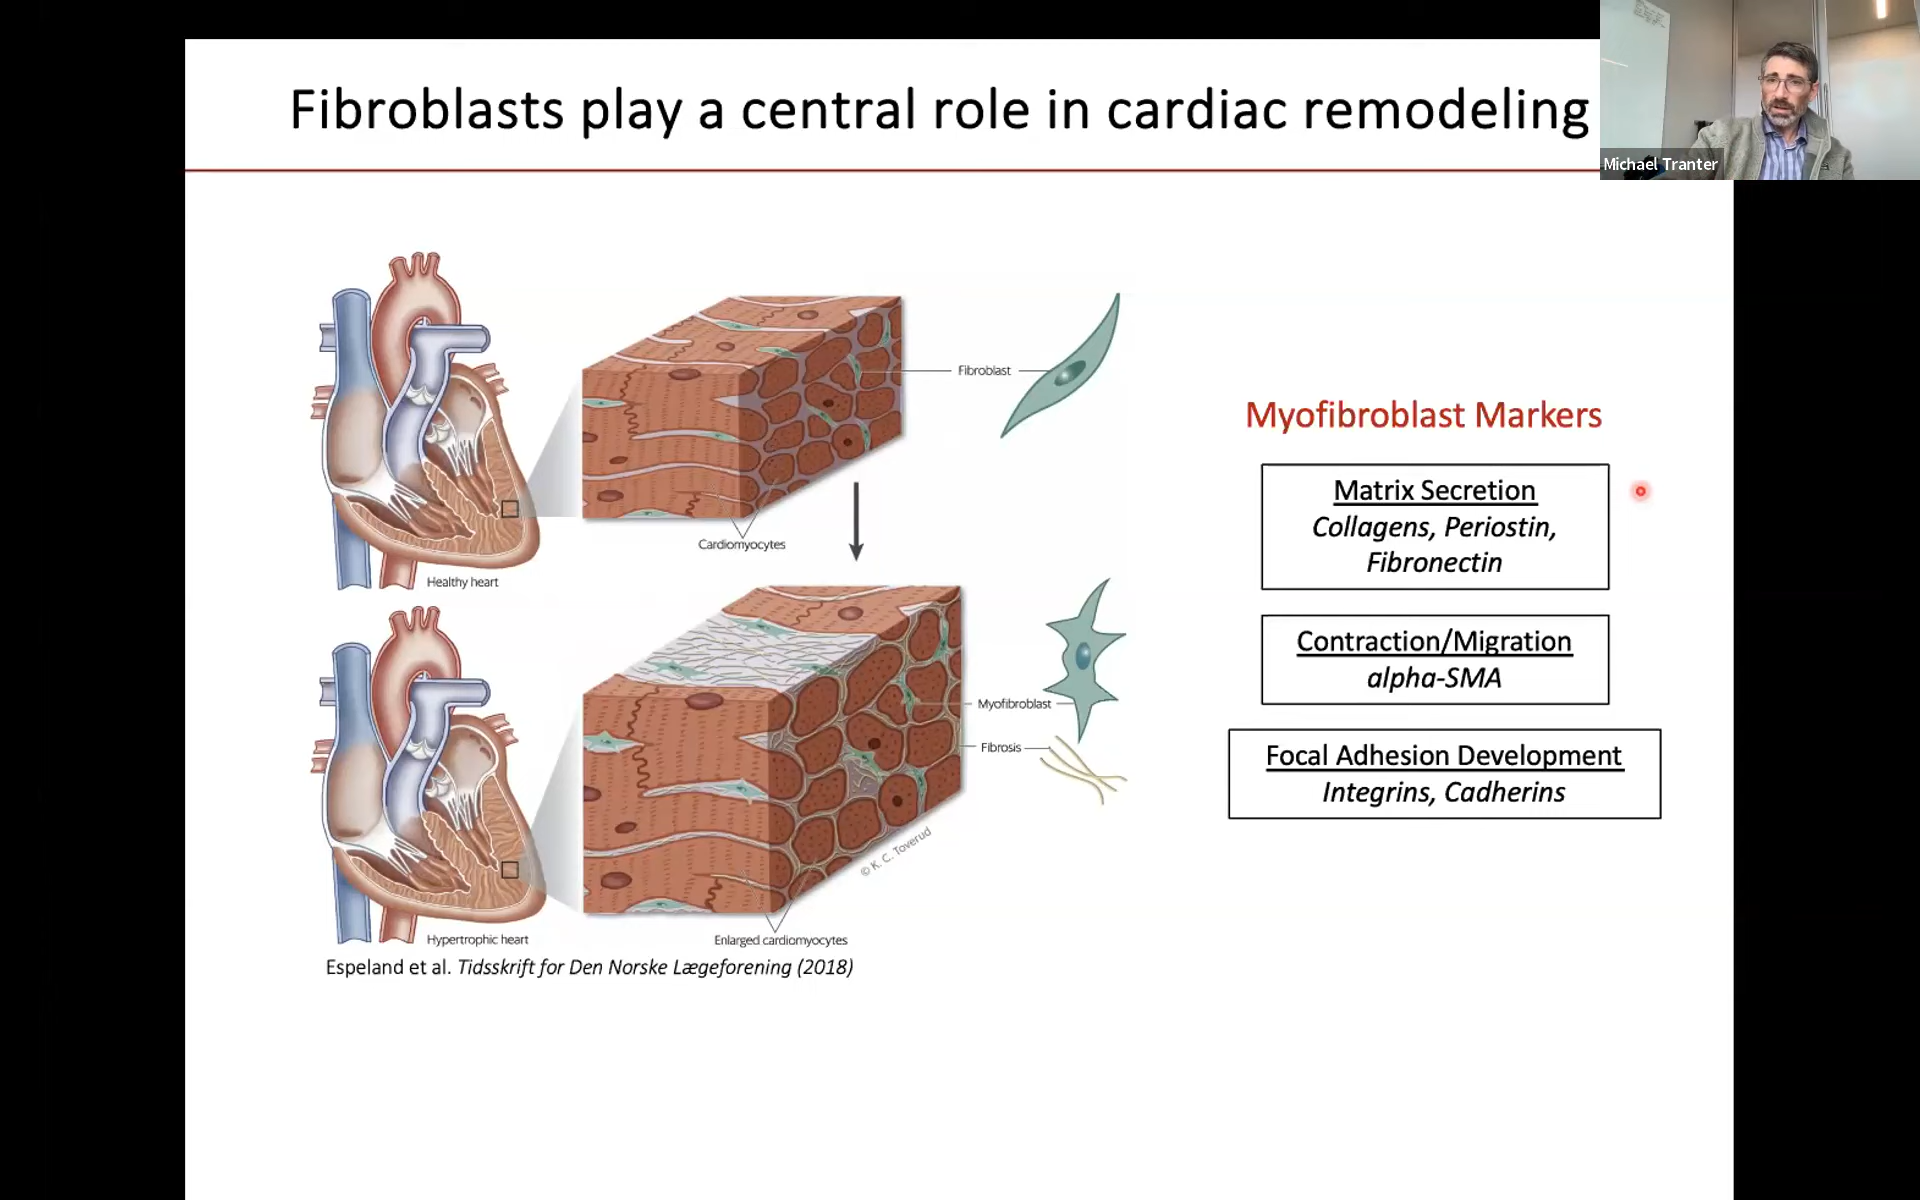 Fibroblasts play a central role in cardiac remodeling
Michael Tranter
Fibroblast
Cardiomyocytes
Healthy heart
Myofibroblast
Fibrosis
© K. C. Toverud
Enlarged cardiomyocytes
Hypertrophic heart
Espeland et al. Tidsskrift for Den Norske Lægeforening (2018)
Myofibroblast Markers
Matrix Secretion
Collagens, Periostin,
Fibronectin
Contraction/Migration
alpha-SMA
Focal Adhesion Development
Integrins, Cadherins